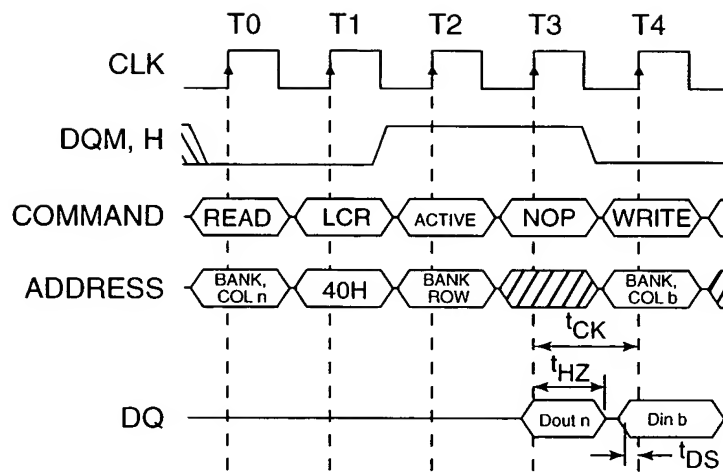 T0 T1 T2 T3 T4
CLK
DQM, H
COMMAND READ LCR ACTIVE NOP WRITE
ADDRESS BANK, COL n 40H BANK ROW BANK, COL b
tCK
tHZ
DQ Dout n Din b
tDS